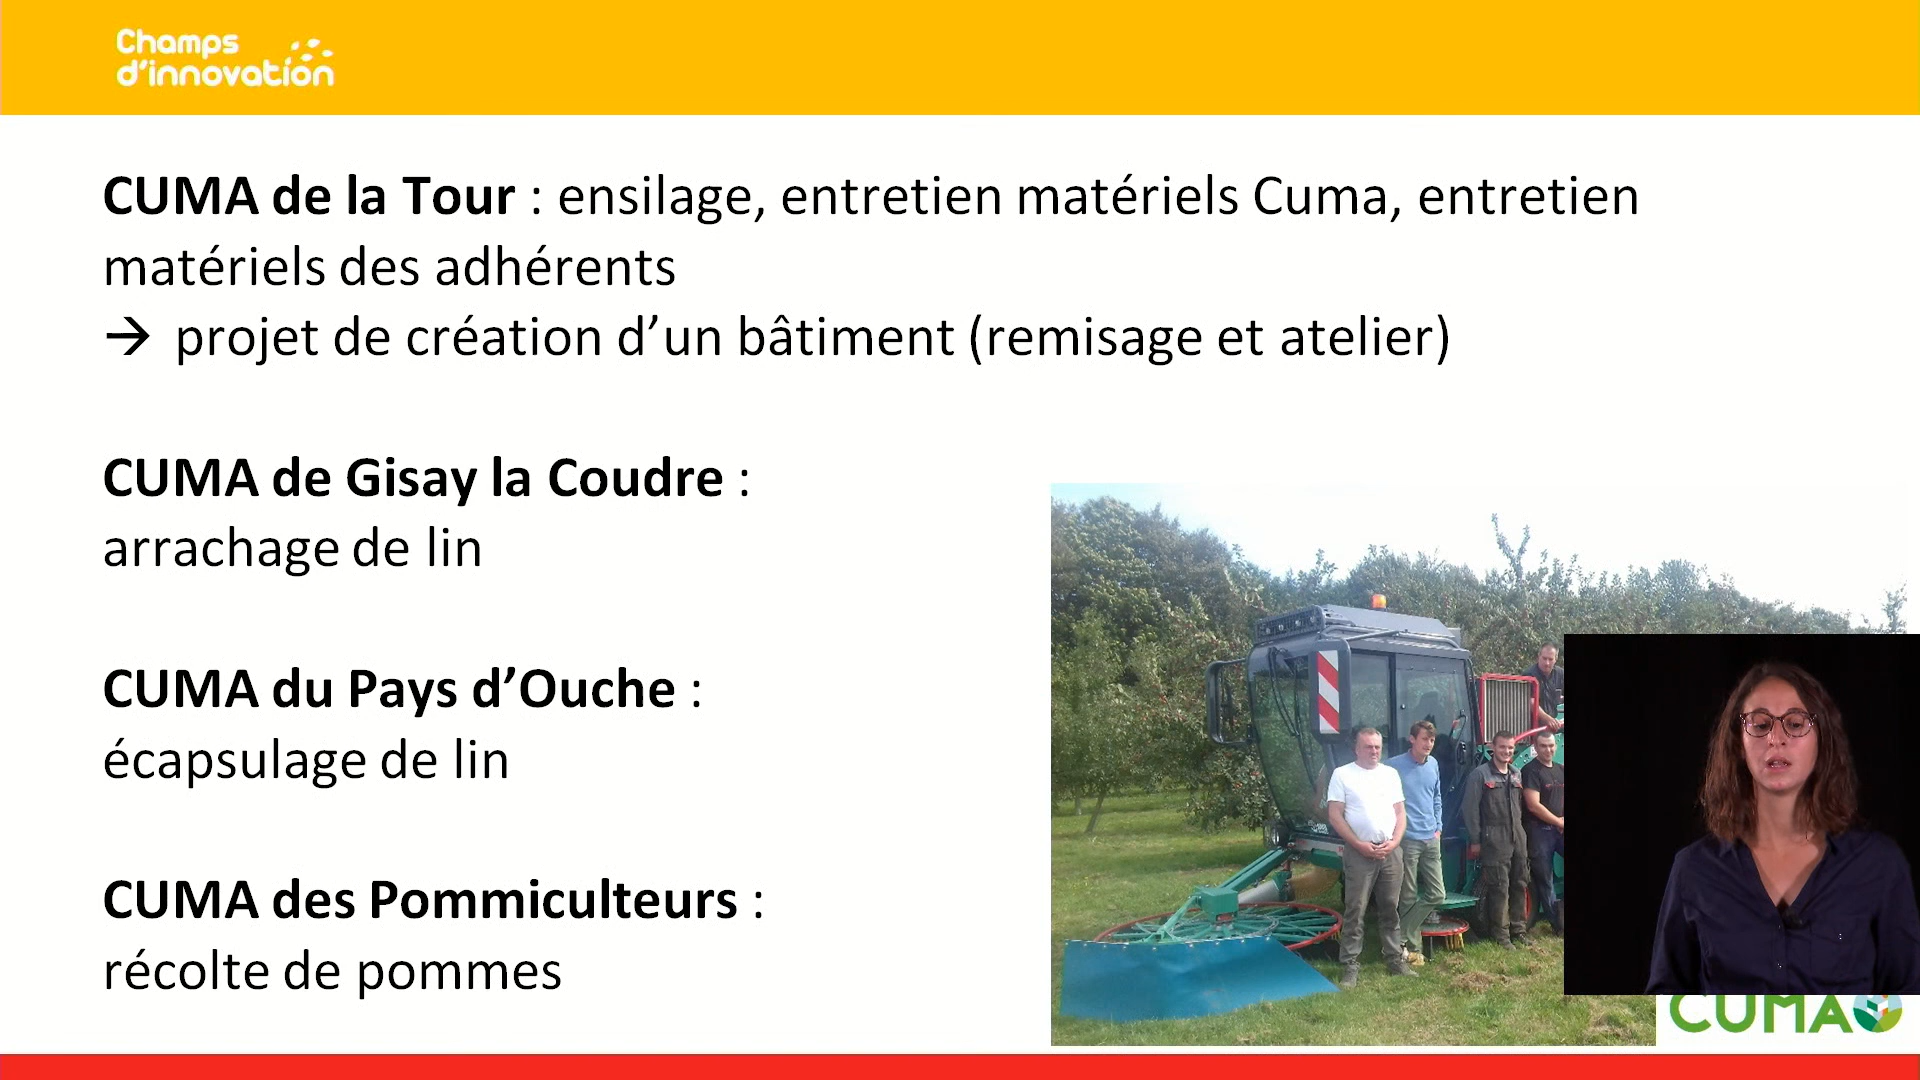 Champs
d'innovation
CUMA de la Tour : ensilage, entretien matériels Cuma, entretien
matériels des adhérents
→ projet de création d’un bâtiment (remisage et atelier)
CUMA de Gisay la Coudre :
arrachage de lin
CUMA du Pays d’Ouche :
écapsulage de lin
CUMA des Pommiculteurs :
récolte de pommes
CUMA